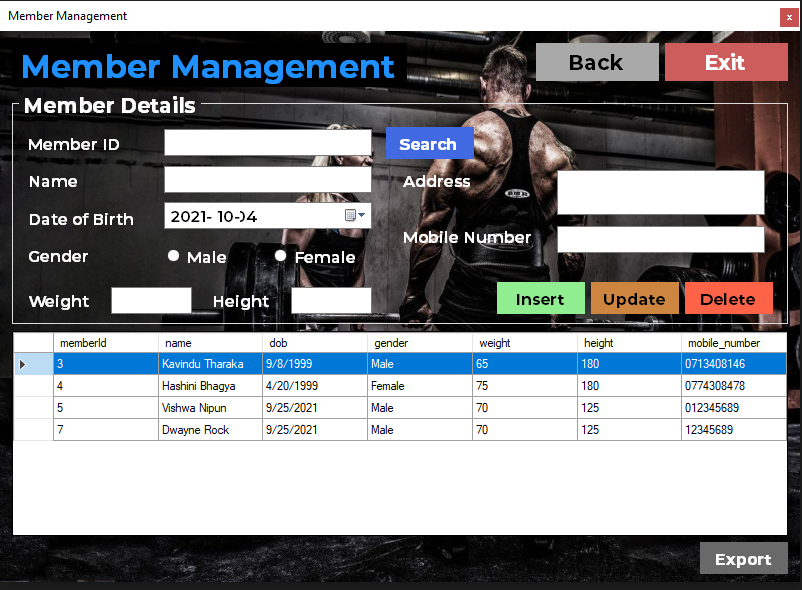 Member Management
x
Member Management
Back
Exit
Member Details
Member ID
Search
Name
Address
Date of Birth
2021- 10-04
Mobile Number
Gender
Male
Female
Weight
Height
Insert
Update
Delete
memberId name dob gender weight height mobile_number
3 Kavindu Tharaka 9/8/1999 Male 65 180 0713408146
4 Hashini Bhagya 4/20/1999 Female 75 180 0774308478
5 Vishwa Nipun 9/25/2021 Male 70 125 012345689
7 Dwayne Rock 9/25/2021 Male 70 125 12345689
Export